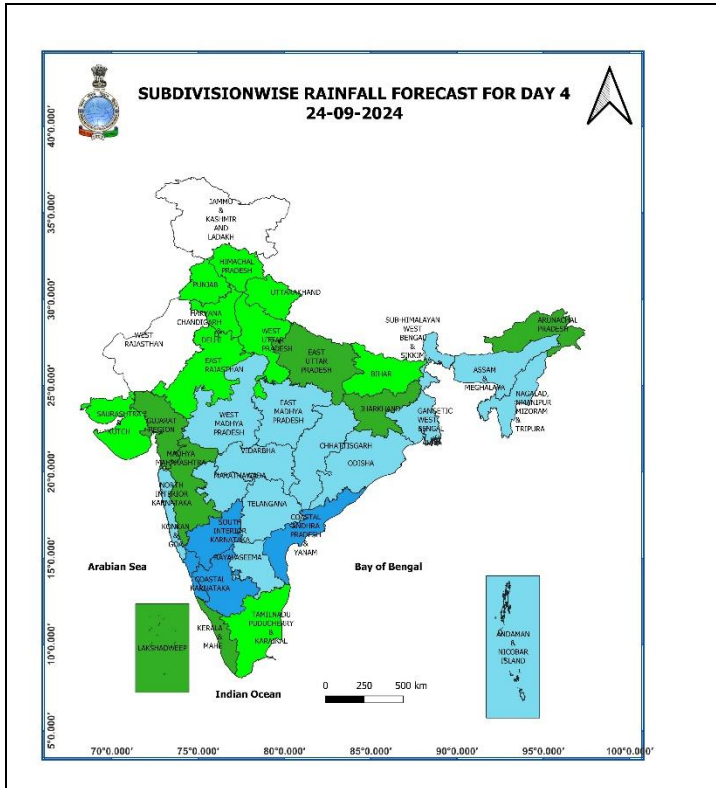 SUBDIVISIONWISE RAINFALL FORECAST FOR DAY 4
24-09-2024
40°0.000'
35°0.000'
30°0.000'
25°0.000'
20°0.000'
15°0.000'
10°0.000'
5°0.000'
JAMMU
&
KASHMIR
AND
LADAKH
HIMACHAL
PRADESH
PUNJAB
UTTARAKHAND
HARYANA
CHANDIGARH
&
DELHI
WEST
RAJASTHAN
WEST
UTTAR
PRADESH
EAST
RAJASTHAN
EAST
UTTAR
PRADESH
SUB-HIMALAYAN
WEST
BENGAL
&
SIKKIM
ARUNACHAL
PRADESH
BIHAR
ASSAM
&
MEGHALAYA
MIZORAM
&
TRIPURA
SAURASHTRA
&
KUTCH
GUJARAT
REGION
WEST
MADHYA
PRADESH
EAST
MADHYA
PRADESH
JHARKHAND
GANGETIC
WEST
BENGAL
CHHATTISGARH
ODISHA
VIDARBHA
MADHYA
MAHARASHTRA
MARATHAWADA
NORTH
INTERIOR
KARNATAKA
KONKAN
&
GOA
TELANGANA
SOUTH
INTERIOR
KARNATAKA
COASTAL
ANDHRA
PRADESH
&
YANAM
RAYALASEEMA
COASTAL
KARNATAKA
Arabian Sea
Bay of Bengal
TAMILNADU
PUDUCHERRY
&
KARAIKAL
KERALA
&
MAHE
LAKSHADWEEP
ANDAMAN
&
NICOBAR
ISLAND
Indian Ocean
0 250 500 km
70°0.000' 75°0.000' 80°0.000' 85°0.000' 90°0.000' 95°0.000' 100°0.000'